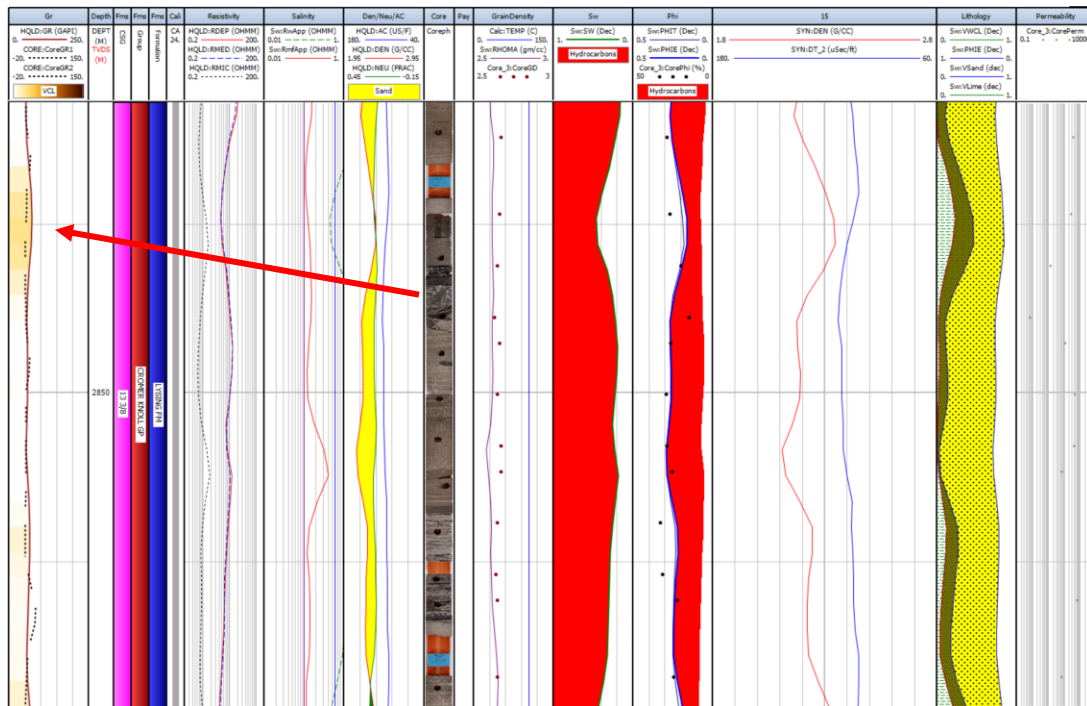 Gr
Depth
Fms
Fms
Fms
Cali
Resistivity
Salinity
Den/Neu/AC
Core
Pay
GrainDensity
Sw
Phi
15
Lithology
Permeability
HQLD:GR (GAPI)
0. 250.
CORE:CoreGR1
-20. 150.
CORE:CoreGR2
-20. 150.
VCL
DEPT
(M)
TVDS
(M)
CSG
Group
Formation
CA
24.
HQLD:RDEP (OHMM)
0.2 200.
HQLD:RMED (OHMM)
0.2 200.
HQLD:RMIC (OHMM)
0.2 200.
Sw:RwApp (OHMM)
0.01 1.
Sw:RmfApp (OHMM)
0.01 1.
HQLD:AC (US/F)
180. 40.
HQLD:DEN (G/CC)
1.95 2.95
HQLD:NEU (FRAC)
0.45 -0.15
Sand
Coreph
Calc:TEMP (C)
0. 150.
Sw:RHOMA (gm/cc)
2.5 3.
Core_3:CoreGD
2.5 3
Sw:SW (Dec)
1. 0.
Hydrocarbons
Sw:PHIT (Dec)
0.5 0.
Sw:PHIE (Dec)
0.5 0.
Core_3:CorePhi (%)
50 0
Hydrocarbons
SYN:DEN (G/CC)
1.8 2.8
SYN:DT_2 (uSec/ft)
180. 60.
Sw:VWCL (Dec)
0. 1.
Sw:PHIE (Dec)
1. 0.
Sw:VSand (Dec)
0. 1.
Sw:VLime (dec)
0. 1.
Core_3:CorePerm
0.1 1000
2850
13 3/8
CROMER KNOLL GP
LYSING FM